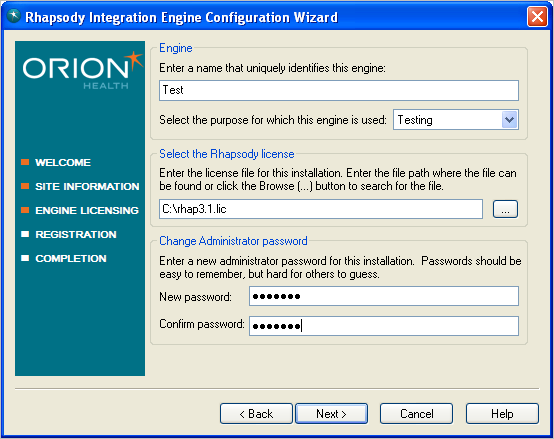 Rhapsody Integration Engine Configuration Wizard
ORION
HEALTH
WELCOME
SITE INFORMATION
ENGINE LICENSING
REGISTRATION
COMPLETION
Engine
Enter a name that uniquely identifies this engine:
Test
Select the purpose for which this engine is used: Testing
Select the Rhapsody license
Enter the license file for this installation. Enter the file path where the file can
be found or click the Browse (...) button to search for the file.
C:\rhap3.1.lic ...
Change Administrator password
Enter a new administrator password for this installation. Passwords should be
easy to remember, but hard for others to guess.
New password: ●●●●●●●
Confirm password: ●●●●●●●
< Back Next > Cancel Help